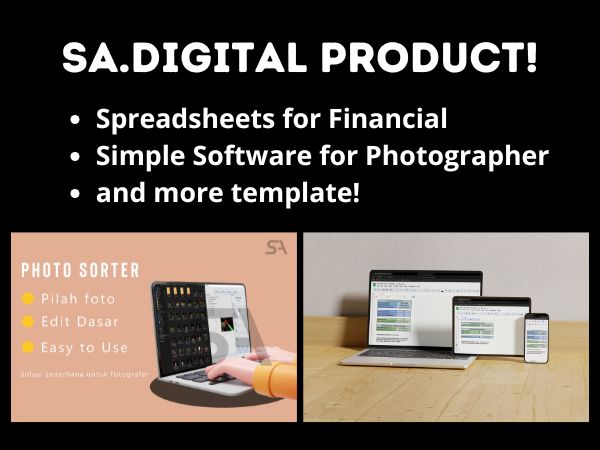 SA.DIGITAL PRODUCT!
• Spreadsheets for Financial
• Simple Software for Photographer
• and more template!
SA
PHOTO SORTER
Pilah foto
Edit Dasar
Easy to Use
Solusi sederhana untuk fotografer
SA